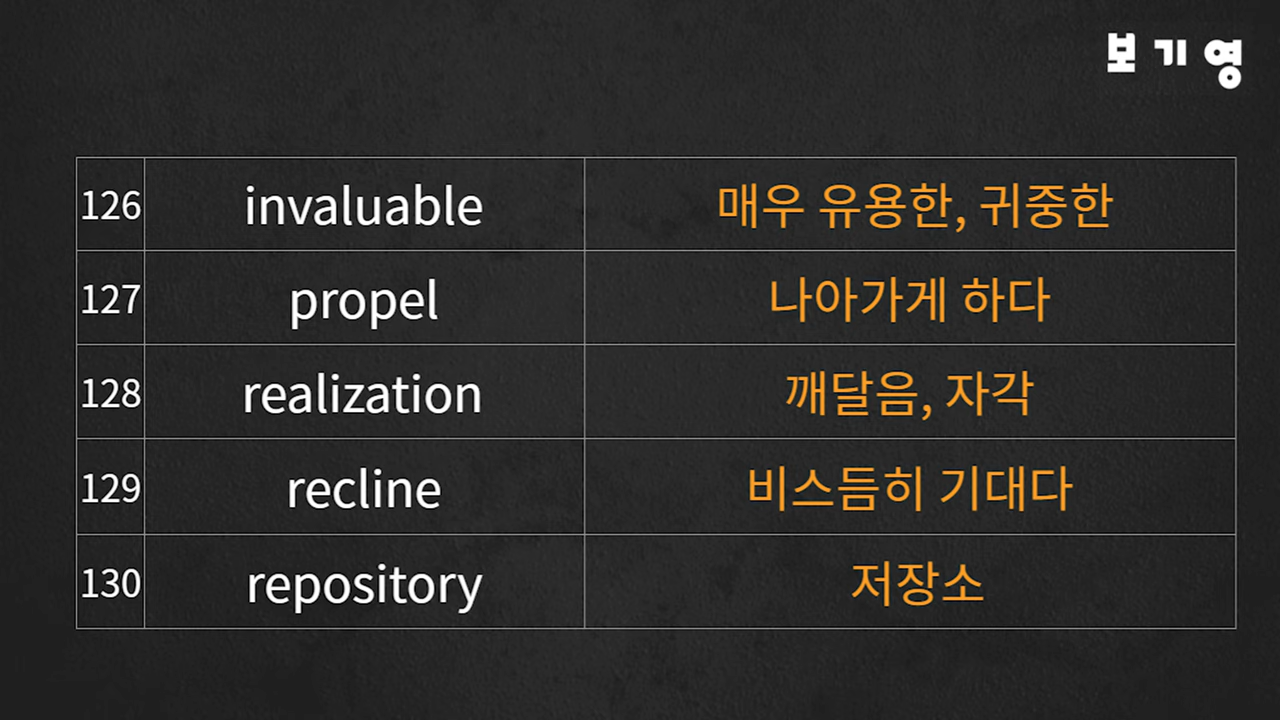 보기영
126 invaluable 매우 유용한, 귀중한
127 propel 나아가게 하다
128 realization 깨달음, 자각
129 recline 비스듬히 기대다
130 repository 저장소